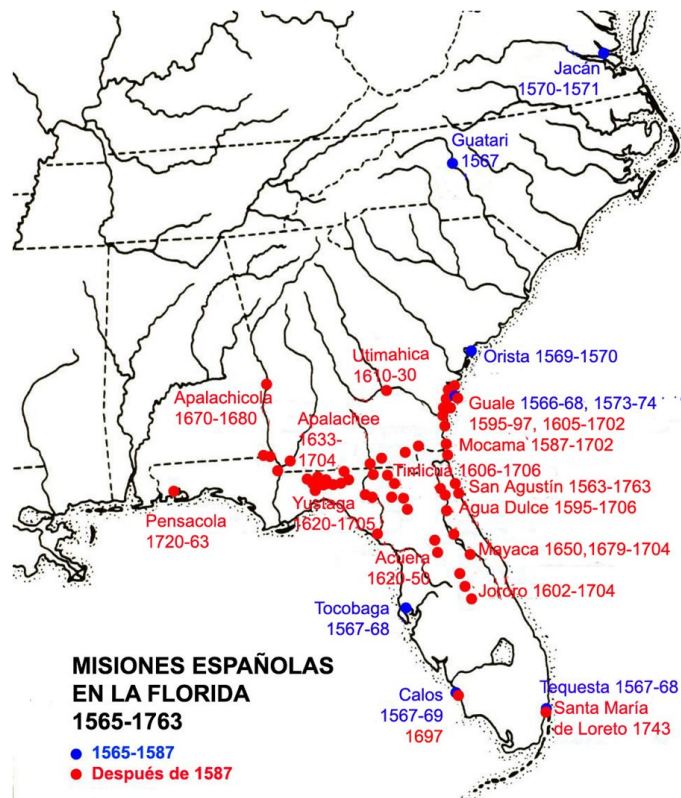 Jacán
1570-1571
Guatari
1567
Orista 1569-1570
Utimahica
1610-30
Apalachicola
1670-1680
Guale 1566-68, 1573-74
1595-97, 1605-1702
Apalachee
1633-
1704
Mocama 1587-1702
Timicua 1606-1706
San Agustín 1563-1763
Agua Dulce 1595-1706
Yustaga
1620-1705
Pensacola
1720-63
Mayaca 1650,1679-1704
Acuera
1620-50
Jororo 1602-1704
Tocobaga
1567-68
MISIONES ESPAÑOLAS
EN LA FLORIDA
1565-1763
Calos
1567-69
1697
Tequesta 1567-68
Santa María
de Loreto 1743
1565-1587
Después de 1587